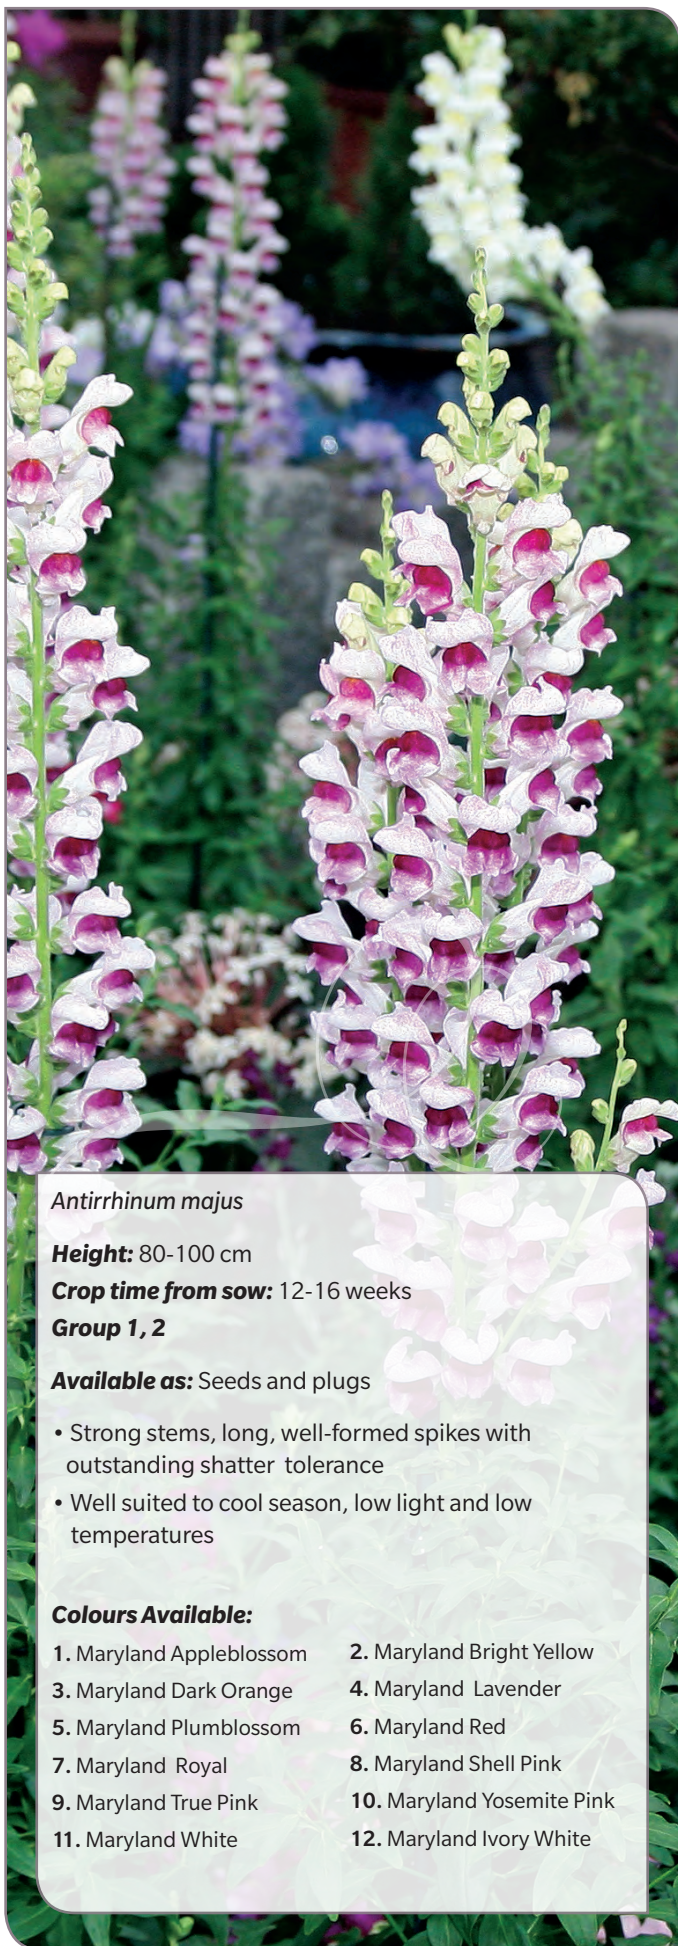 Antirrhinum majus
Height: 80-100 cm
Crop time from sow: 12-16 weeks
Group 1, 2
Available as: Seeds and plugs
• Strong stems, long, well-formed spikes with
outstanding shatter tolerance
• Well suited to cool season, low light and low
temperatures
Colours Available:
1. Maryland Appleblossom
2. Maryland Bright Yellow
3. Maryland Dark Orange
4. Maryland Lavender
5. Maryland Plumblossom
6. Maryland Red
7. Maryland Royal
8. Maryland Shell Pink
9. Maryland True Pink
10. Maryland Yosemite Pink
11. Maryland White
12. Maryland Ivory White